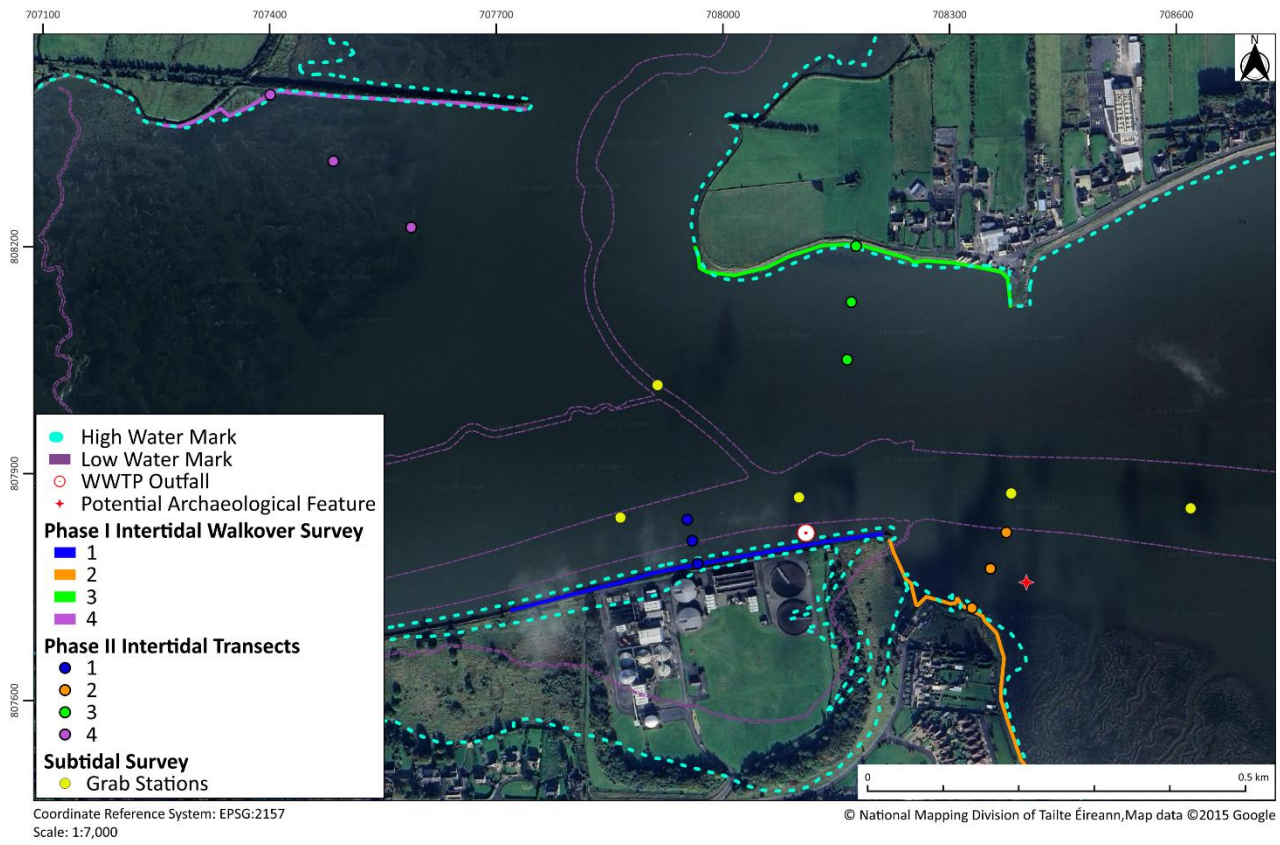 707100 707400 707700 708000 708300 708600
N
808200
807900
807600
High Water Mark
Low Water Mark
WWTP Outfall
Potential Archaeological Feature
Phase I Intertidal Walkover Survey
1
2
3
4
Phase II Intertidal Transects
1
2
3
4
Subtidal Survey
Grab Stations
0 0.5 km
Coordinate Reference System: EPSG:2157 © National Mapping Division of Tailte Éireann,Map data ©2015 Google
Scale: 1:7,000